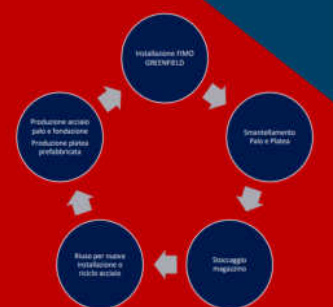 Installazione FIMO
GREENFIELD
Smantellamento
Palo e Platea
Stoccaggio
magazzino
Riuso per nuova
installazione o
riciclo acciaio
Produzione acciaio
palo e fondazione
Produzione platea
prefabbricata